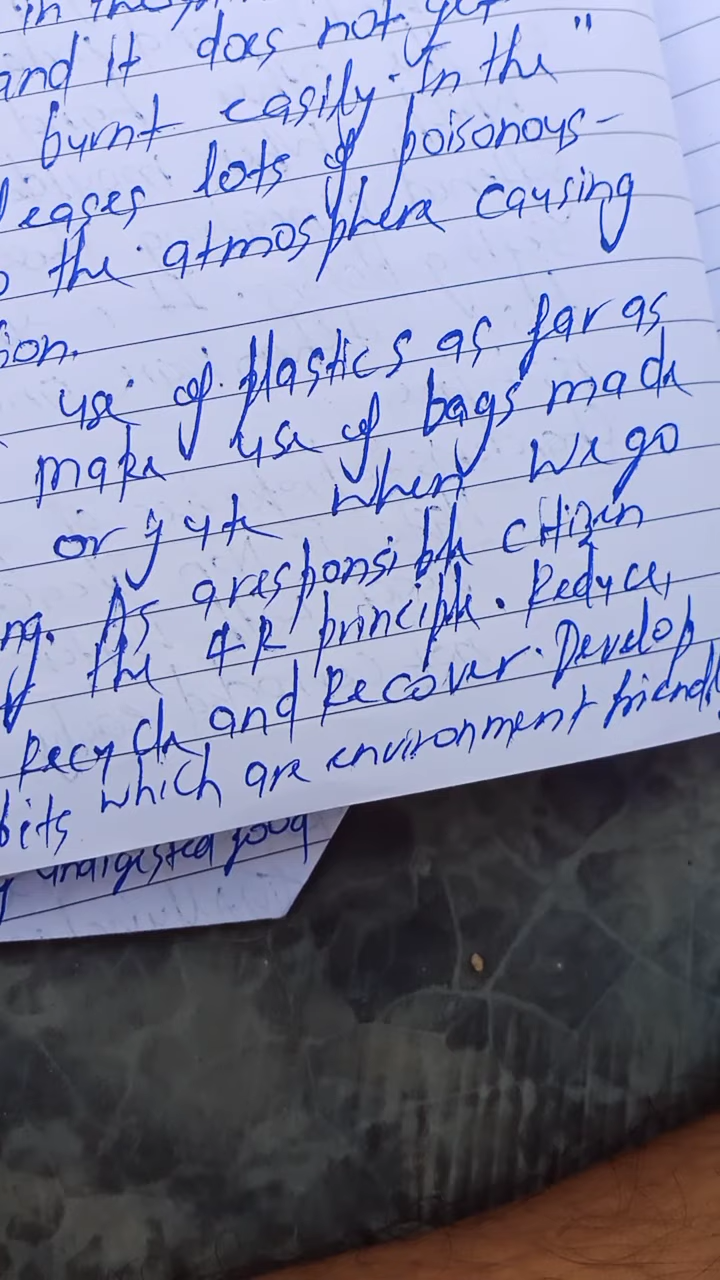 and it does not get
burnt easily. In the "
leases lots of poisonous-
the atmosphere causing
ion.
use of plastics as far as
make use of bags made
or jute when we go
ng. As a responsible citizen
the 4R principle. Reduce,
Recycle and Recover. Develop
bits which are environment friendly
undigested food